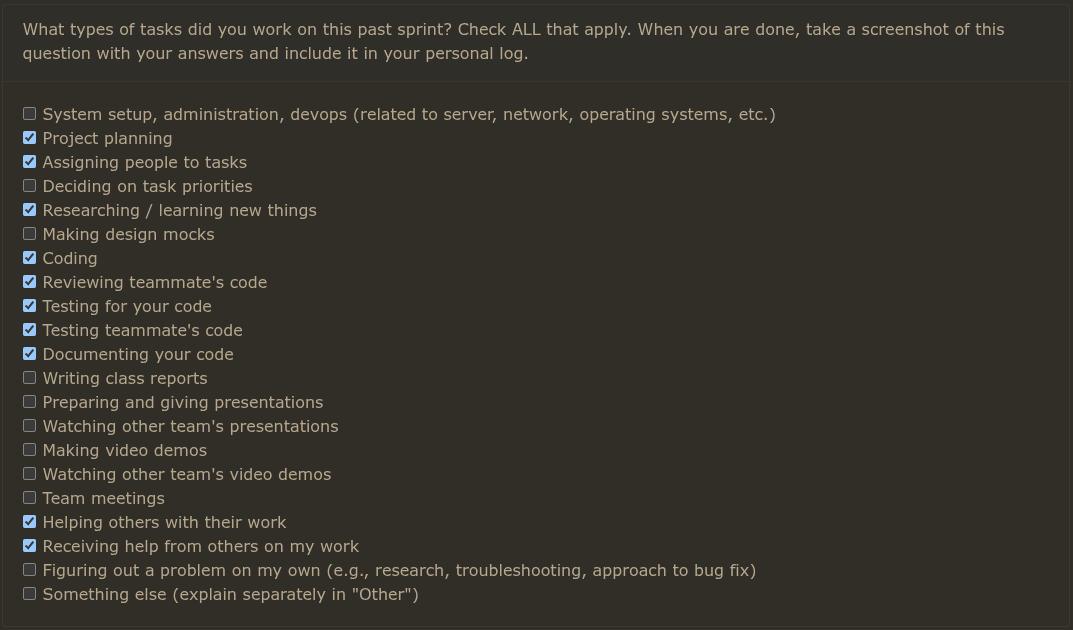 What types of tasks did you work on this past sprint? Check ALL that apply. When you are done, take a screenshot of this
question with your answers and include it in your personal log.
System setup, administration, devops (related to server, network, operating systems, etc.)
Project planning
Assigning people to tasks
Deciding on task priorities
Researching / learning new things
Making design mocks
Coding
Reviewing teammate's code
Testing for your code
Testing teammate's code
Documenting your code
Writing class reports
Preparing and giving presentations
Watching other team's presentations
Making video demos
Watching other team's video demos
Team meetings
Helping others with their work
Receiving help from others on my work
Figuring out a problem on my own (e.g., research, troubleshooting, approach to bug fix)
Something else (explain separately in "Other")